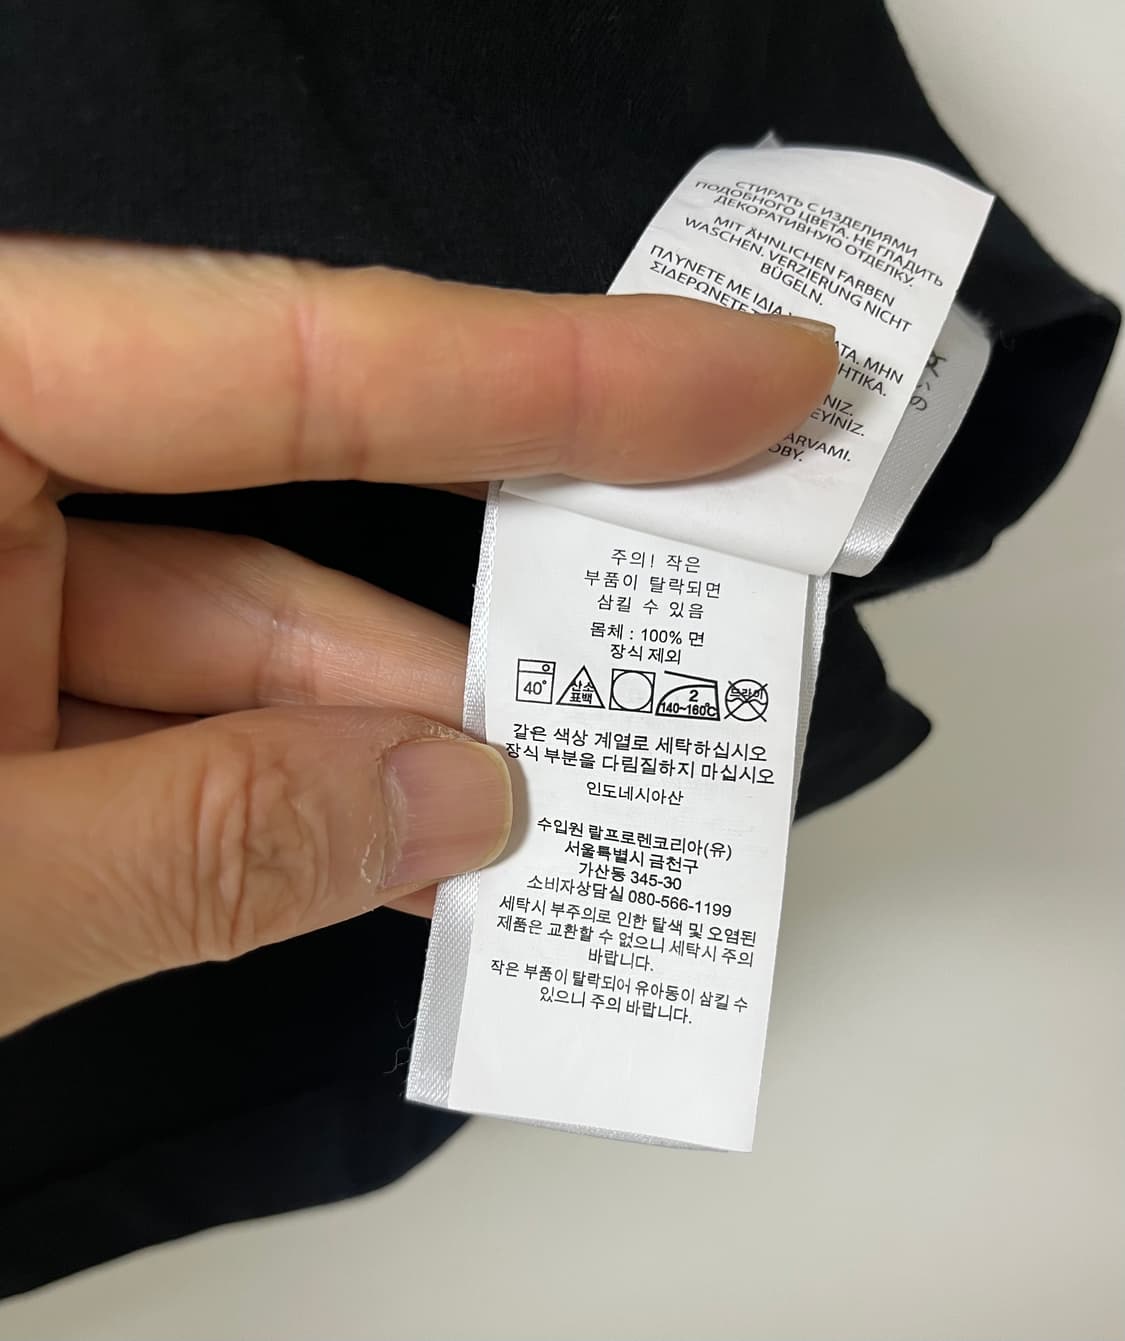 СТИРАТЬ С ИЗДЕЛИЯМИ
ПОДОБНОГО ЦВЕТА. НЕ ГЛАДИТЬ
ДЕКОРАТИВНУЮ ОТДЕЛКУ.
MIT ÄHNLICHEN FARBEN
WASCHEN. VERZIERUNG NICHT
BÜGELN.
ΠΛΥΝΕΤΕ ΜΕ ΙΔΙΑ
ΜΗΝ
ΣΙΔΕΡΩΝΕΤΕ
주의! 작은
부품이 탈락되면
삼킬 수 있음
몸체 : 100% 면
장식 제외
40° 산소 표백 2 140~160℃ 드라이
같은 색상 계열로 세탁하십시오
장식 부분을 다림질하지 마십시오
인도네시아산
수입원 랄프로렌코리아(유)
서울특별시 금천구
가산동 345-30
소비자상담실 080-566-1199
세탁시 부주의로 인한 탈색 및 오염된
제품은 교환할 수 없으니 세탁시 주의
바랍니다.
작은 부품이 탈락되어 유아동이 삼킬 수
있으니 주의 바랍니다.